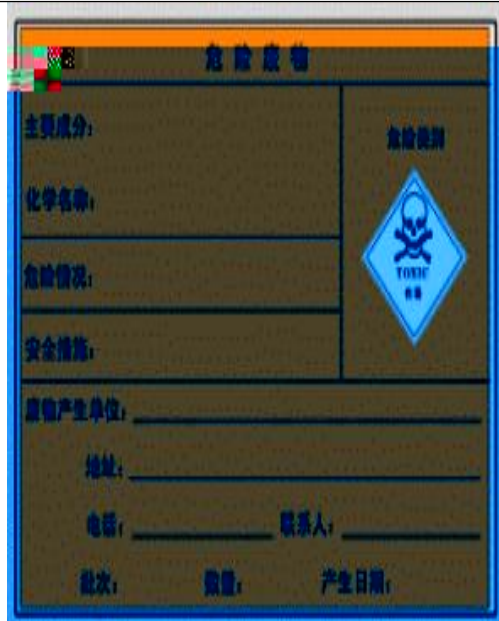 危险废物
主要成分：
危险类别
化学名称：
TOXIC
有毒
危险情况：
安全措施：
废物产生单位：
地址：
电话： 联系人：
批次： 数量： 产生日期：